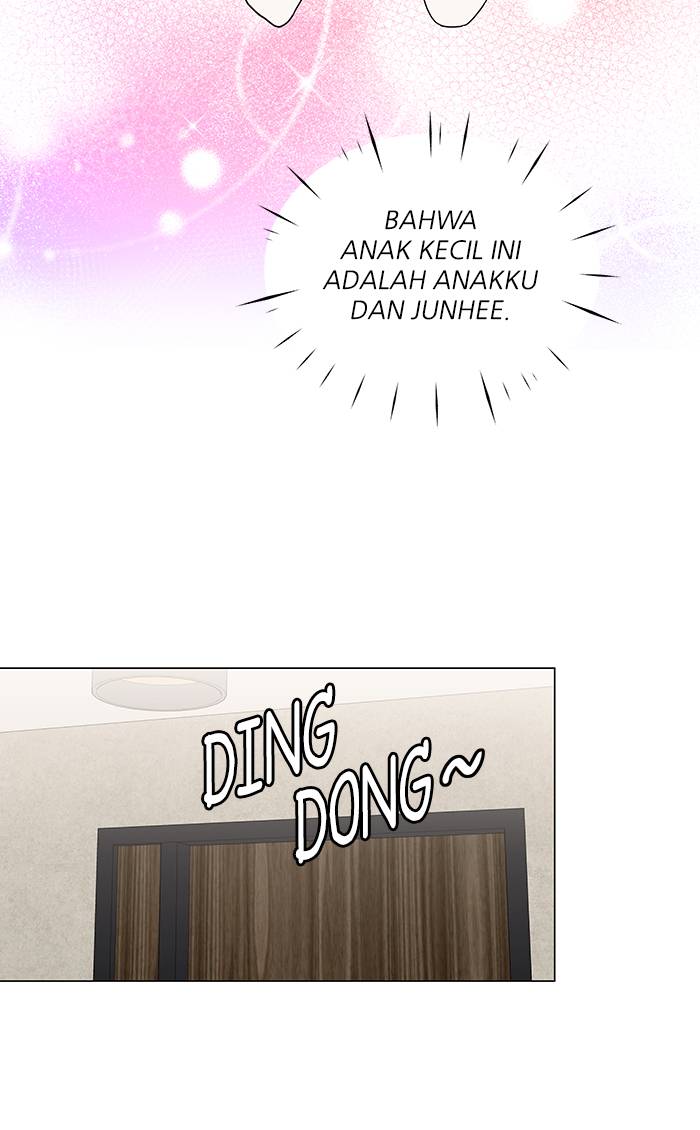 BAHWA
ANAK KECIL INI
ADALAH ANAKKU
DAN JUNHEE.
DING
DONG~